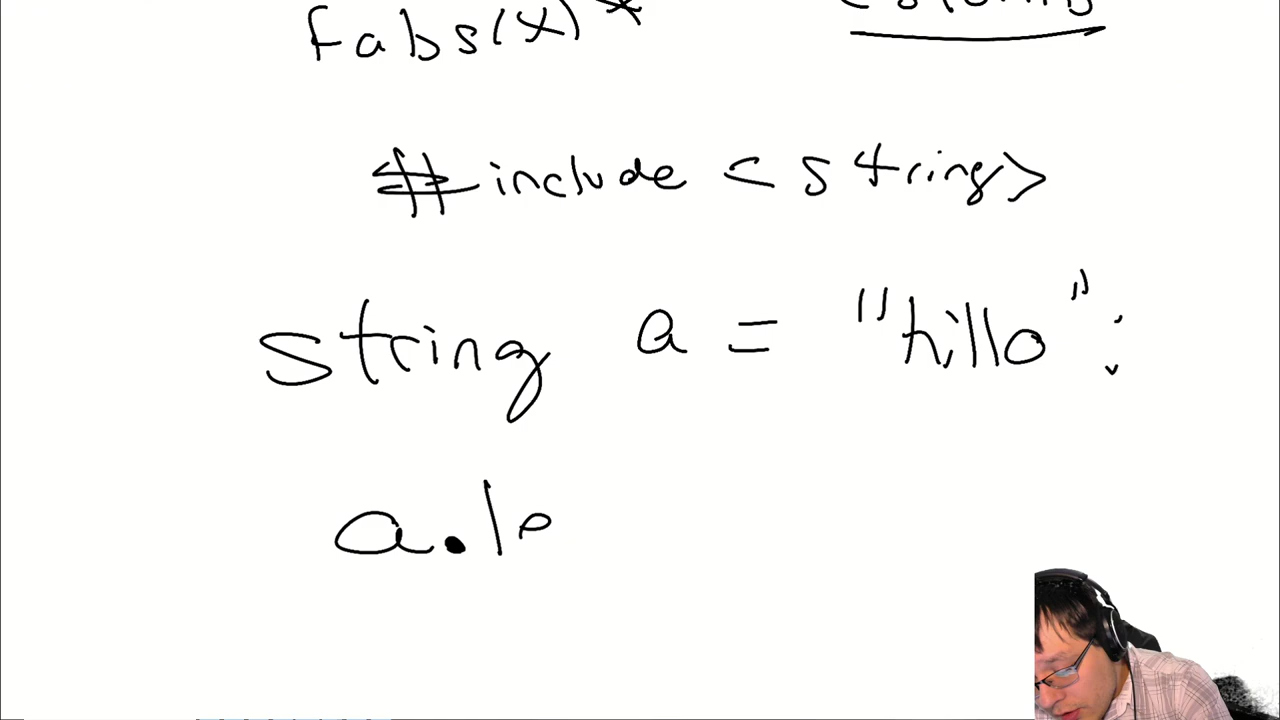 fabs(x)*
#include <string>
string a = "hillo";
a.le